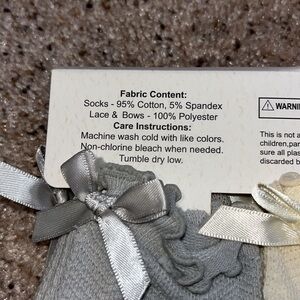 Fabric Content:
Socks - 95% Cotton, 5% Spandex
Lace & Bows - 100% Polyester
Care Instructions:
Machine wash cold with like colors.
Non-chlorine bleach when needed.
Tumble dry low.
WARNI
This is not a
children,par
sure all plas
discarded b